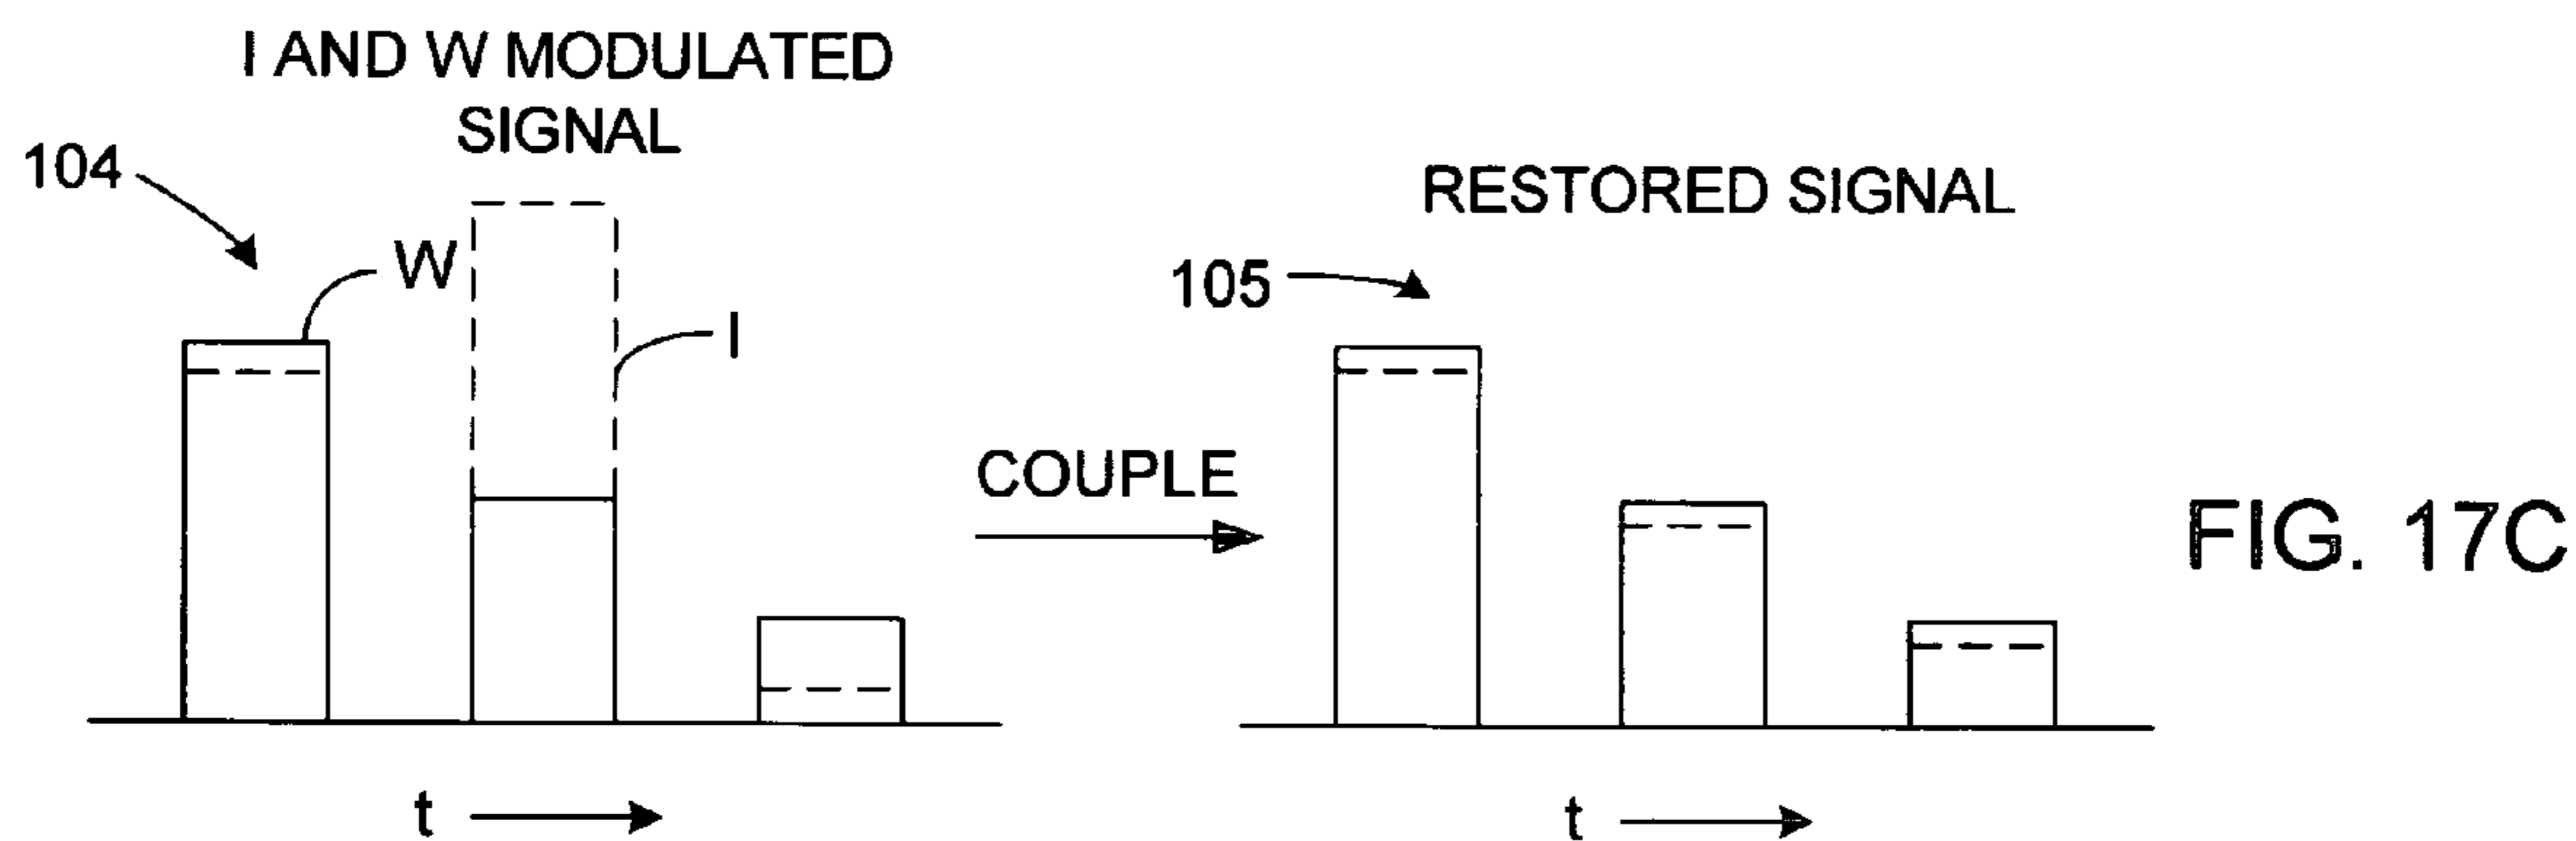 I AND W MODULATED
SIGNAL
104
W
I
t
COUPLE
RESTORED SIGNAL
105
t
FIG. 17C